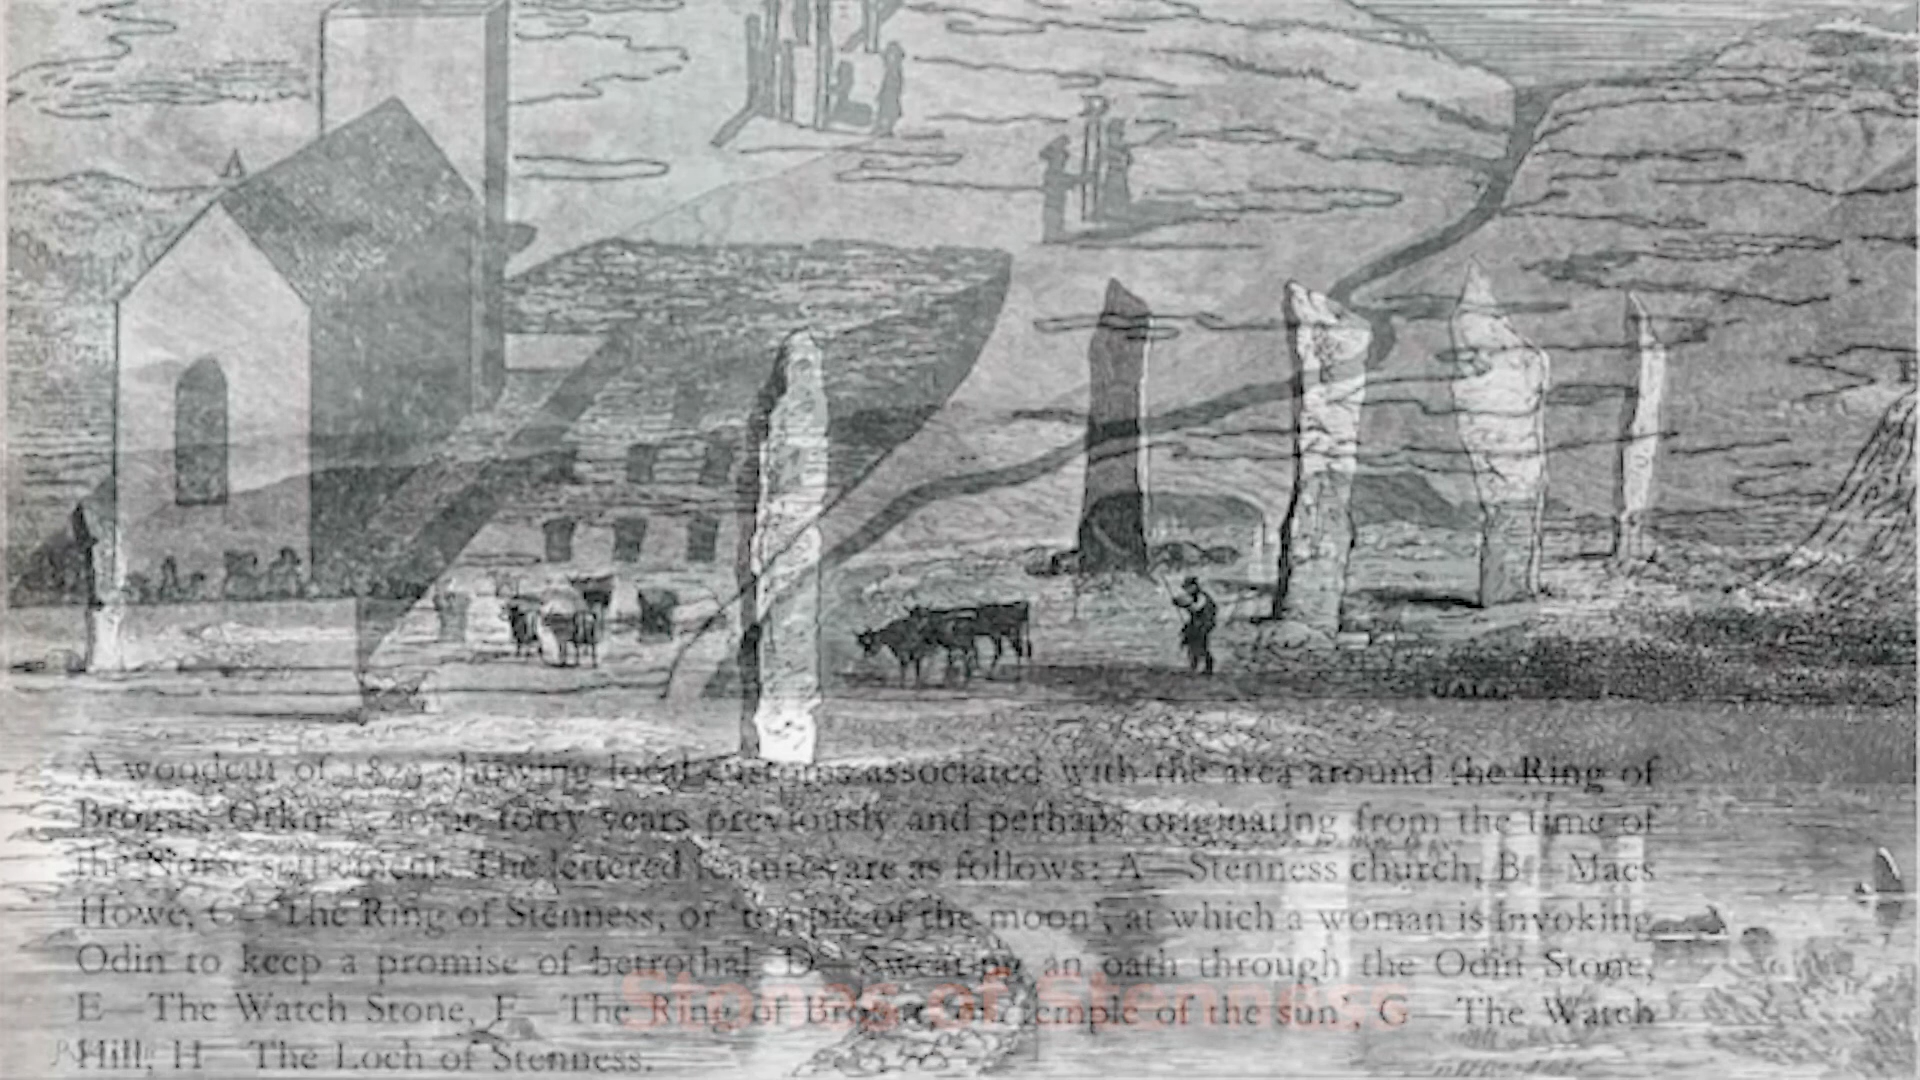 A woodcut of 1823 showing local customs associated with the area around the Ring of
Brogar, Orkney, some forty years previously and perhaps originating from the time of
the Norse settlement. The lettered features are as follows: A—Stenness church, B—Maes
Howe, C—The Ring of Stenness, or 'temple of the moon', at which a woman is invoking
Odin to keep a promise of betrothal, D—Swearing an oath through the Odin Stone,
E—The Watch Stone, F—The Ring of Brogar, or 'temple of the sun', G—The Watch
Hill, H—The Loch of Stenness.
Stones of Stenness